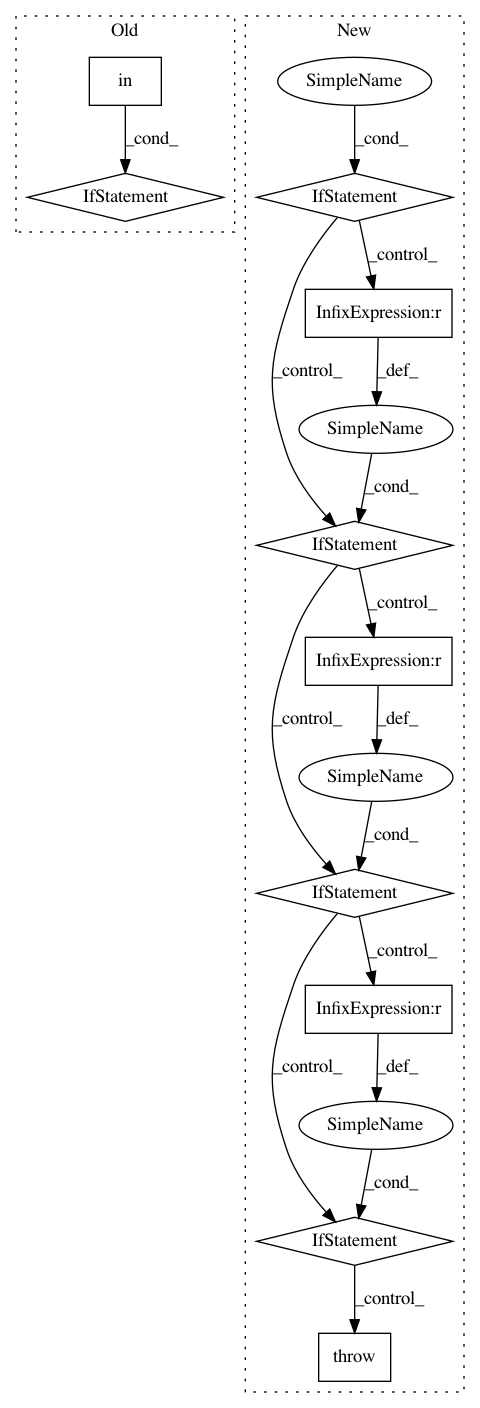 Old
New
in
SimpleName
_cond_
_cond_
IfStatement
IfStatement
_control_
InfixExpression:r
_control_
_def_
SimpleName
_cond_
IfStatement
_control_
InfixExpression:r
_control_
_def_
SimpleName
_cond_
IfStatement
_control_
InfixExpression:r
_control_
_def_
SimpleName
_cond_
IfStatement
_control_
throw